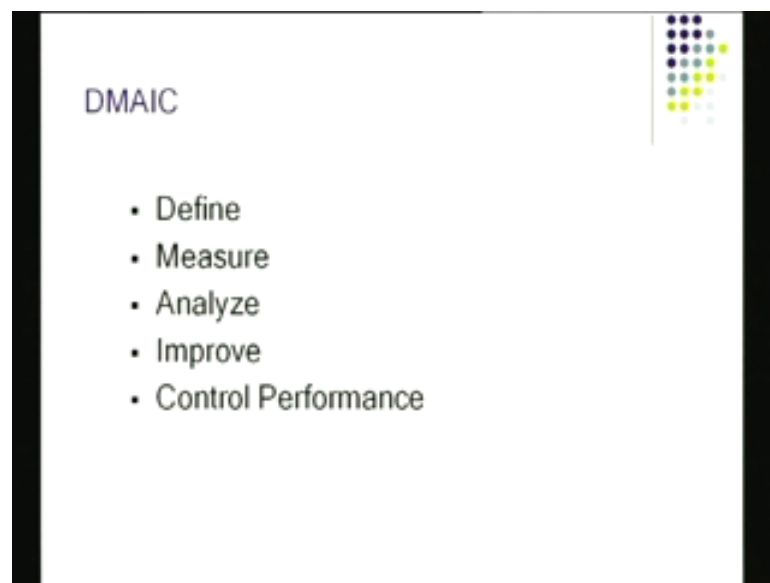 DMAIC
• Define
• Measure
• Analyze
• Improve
• Control Performance